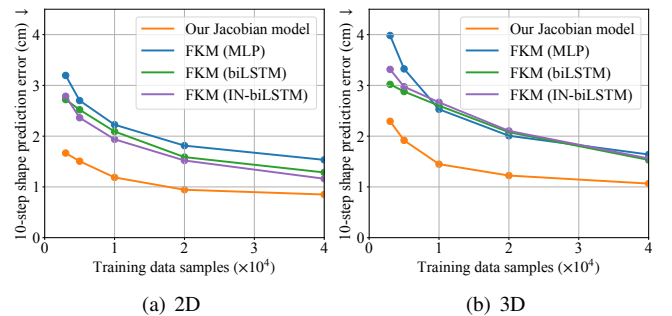 10-step shape prediction error (cm) ↓
4
3
2
1
0
Our Jacobian model
FKM (MLP)
FKM (biLSTM)
FKM (IN-biLSTM)
0 1 2 3 4
Training data samples (×10⁴)
(a) 2D
10-step shape prediction error (cm) ↓
4
3
2
1
0
Our Jacobian model
FKM (MLP)
FKM (biLSTM)
FKM (IN-biLSTM)
0 1 2 3 4
Training data samples (×10⁴)
(b) 3D